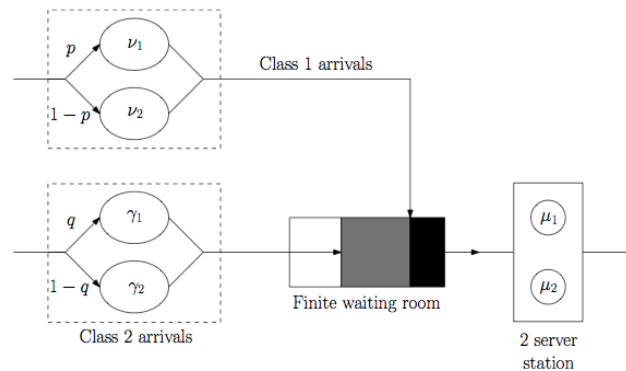 p
ν₁
Class 1 arrivals
1 − p
ν₂
q
γ₁
μ₁
1 − q
γ₂
μ₂
Finite waiting room
Class 2 arrivals
2 server
station